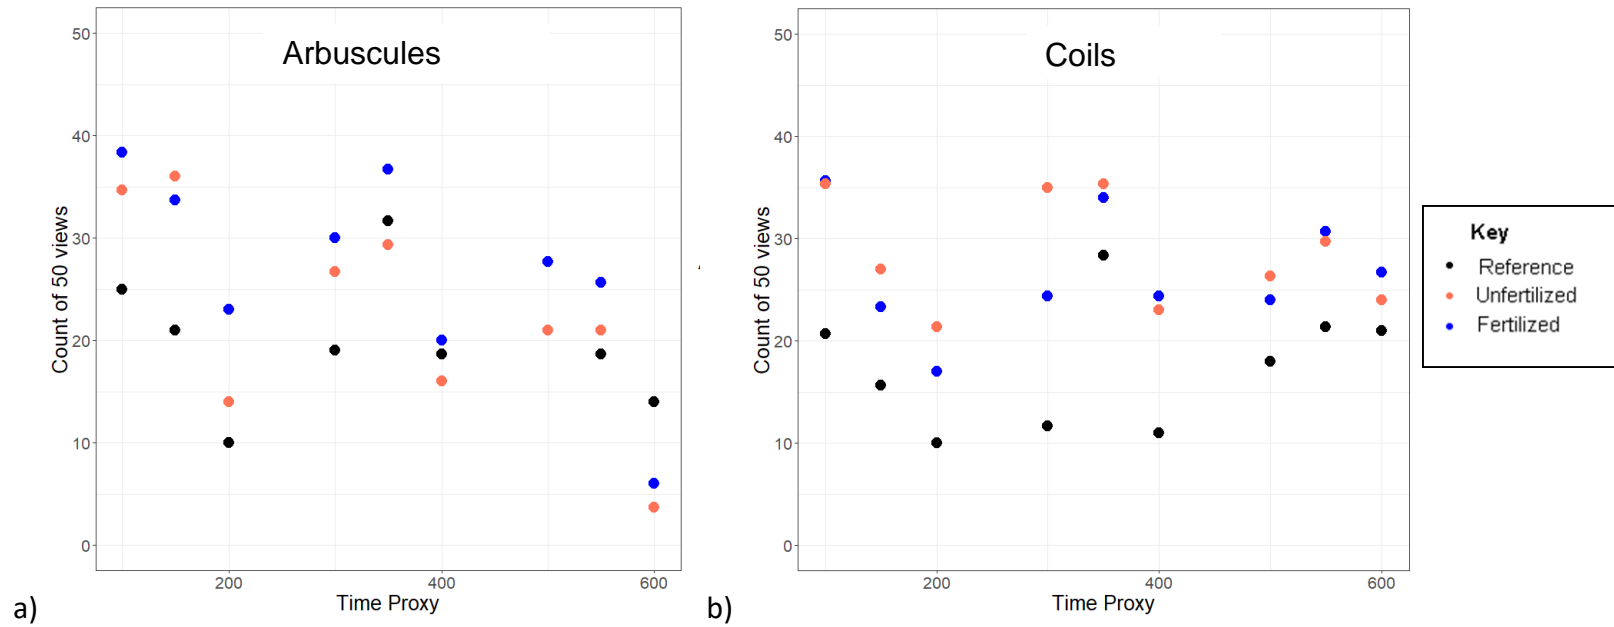 Arbuscules
Count of 50 views
50
40
30
20
10
0
200
400
600
Time Proxy
a)
Coils
Count of 50 views
50
40
30
20
10
0
200
400
600
Time Proxy
b)
Key
Reference
Unfertilized
Fertilized